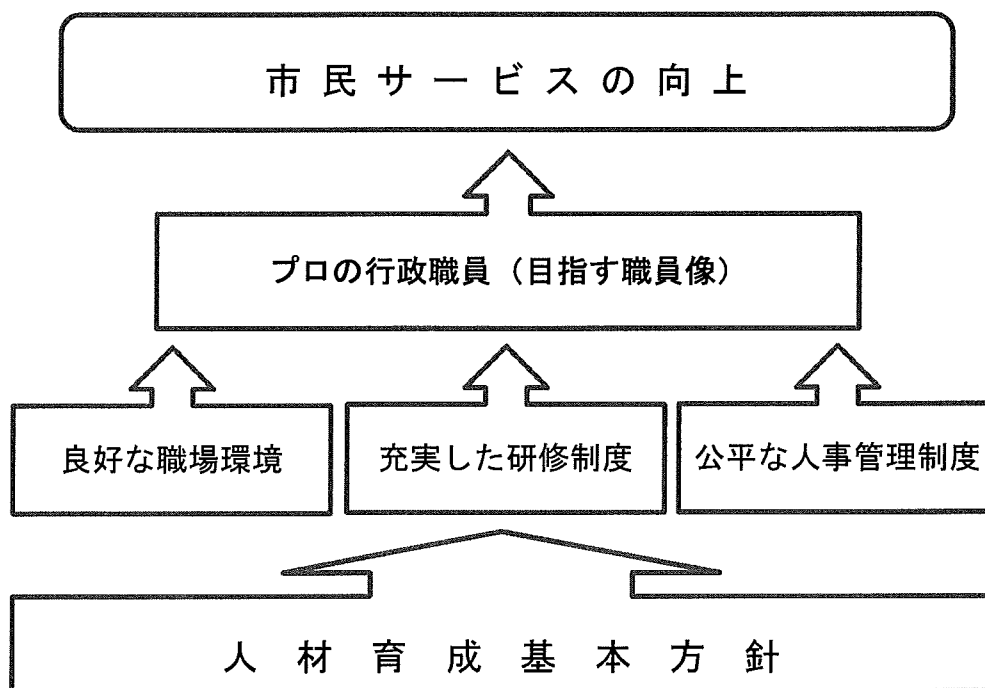 市民サービスの向上
プロの行政職員（目指す職員像）
良好な職場環境
充実した研修制度
公平な人事管理制度
人材育成基本方針